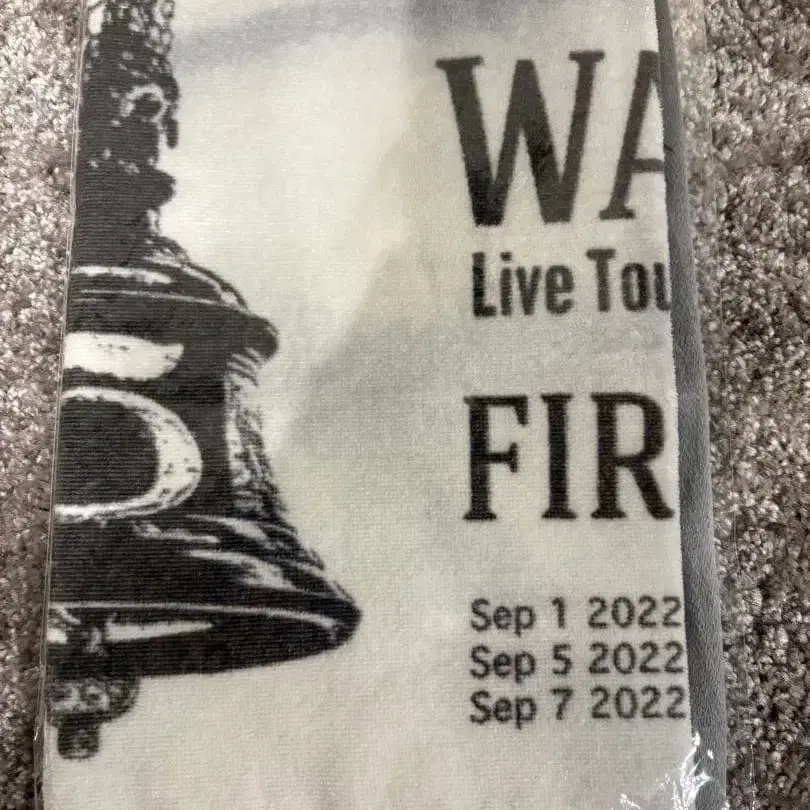 WA
Live Tou
FIR
Sep 1 2022
Sep 5 2022
Sep 7 2022